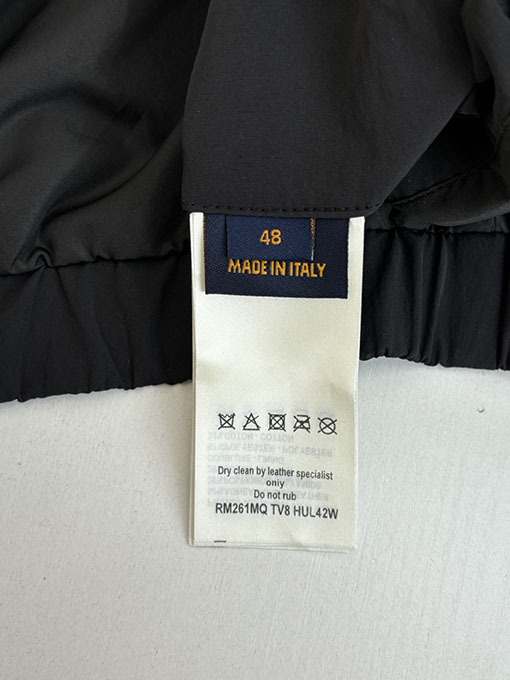 48
MADE IN ITALY
Dry clean by leather specialist
only
Do not rub
RM261MQ TV8 HUL42W